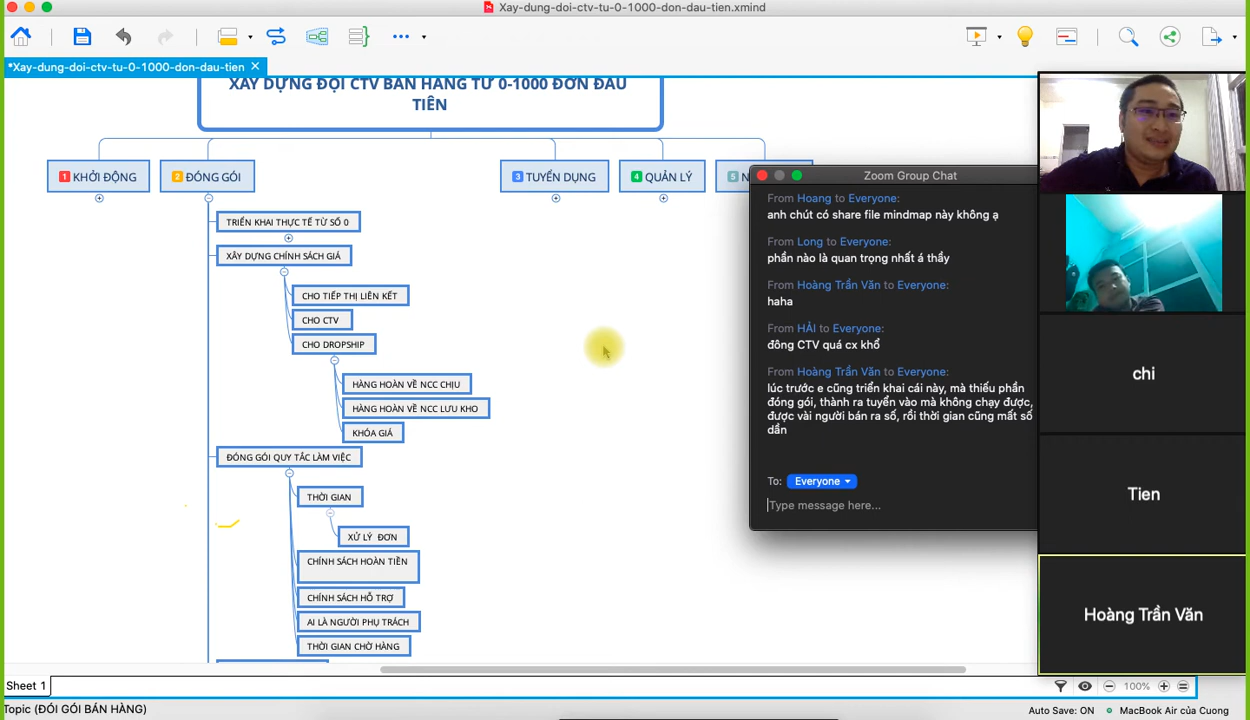 Xay-dung-doi-ctv-tu-0-1000-don-dau-tien.xmind
*Xay-dung-doi-ctv-tu-0-1000-don-dau-tien
XÂY DỰNG ĐỘI CTV BÁN HÀNG TỪ 0-1000 ĐƠN ĐẦU
TIÊN
1 KHỞI ĐỘNG
2 ĐÓNG GÓI
3 TUYỂN DỤNG
4 QUẢN LÝ
5 N
TRIỂN KHAI THỰC TẾ TỪ SỐ 0
XÂY DỰNG CHÍNH SÁCH GIÁ
CHO TIẾP THỊ LIÊN KẾT
CHO CTV
CHO DROPSHIP
HÀNG HOÀN VỀ NCC CHỊU
HÀNG HOÀN VỀ NCC LƯU KHO
KHÓA GIÁ
ĐÓNG GÓI QUY TẮC LÀM VIỆC
THỜI GIAN
XỬ LÝ ĐƠN
CHÍNH SÁCH HOÀN TIỀN
CHÍNH SÁCH HỖ TRỢ
AI LÀ NGƯỜI PHỤ TRÁCH
THỜI GIAN CHỜ HÀNG
Zoom Group Chat
From Hoang to Everyone:
anh chút có share file mindmap này không ạ
From Long to Everyone:
phần nào là quan trọng nhất á thầy
From Hoàng Trần Văn to Everyone:
haha
From HẢI to Everyone:
đông CTV quá cx khổ
From Hoàng Trần Văn to Everyone:
lúc trước e cũng triển khai cái này, mà thiếu phần
đóng gói, thành ra tuyển vào mà không chạy được,
được vài người bán ra số, rồi thời gian cũng mất số
dần
To: Everyone
Type message here...
chi
Tien
Hoàng Trần Văn
Sheet 1
100%
Topic (ĐÓI GÓI BÁN HÀNG)
Auto Save: ON
MacBook Air của Cuong